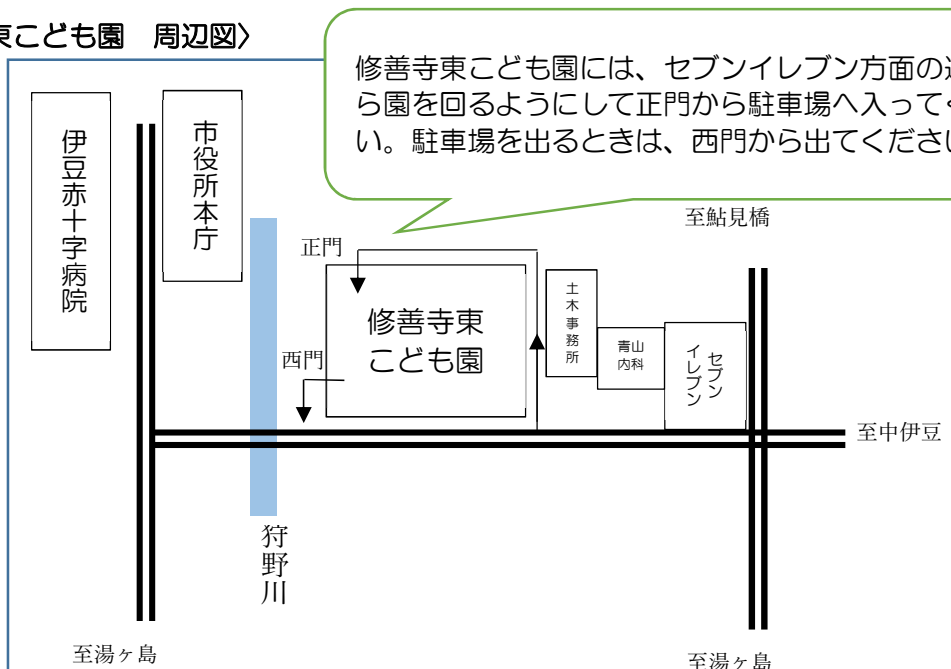 東こども園　周辺図〉
修善寺東こども園には、セブンイレブン方面の
ら園を回るようにして正門から駐車場へ入って
い。駐車場を出るときは、西門から出てください
至鮎見橋
伊豆赤十字病院
市役所本庁
正門
修善寺東
こども園
西門
土木事務所
青山
内科
セブン
イレブン
至中伊豆
狩野川
至湯ヶ島
至湯ヶ島